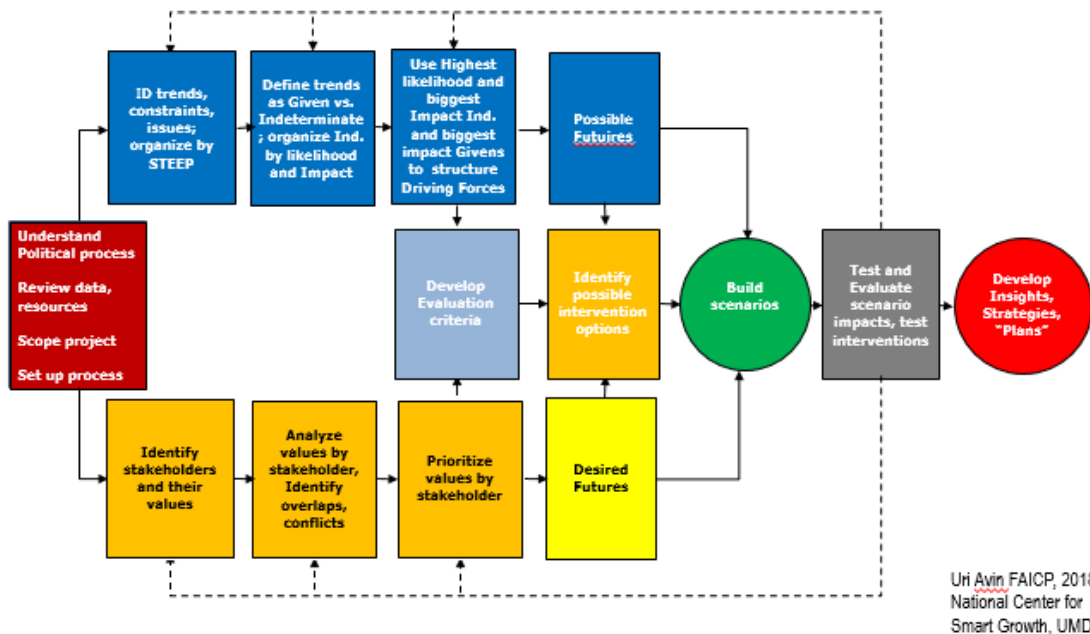 ID trends,
constraints,
issues;
organize by
STEEP
Define trends
as Given vs.
Indeterminate
; organize Ind.
by likelihood
and Impact
Use Highest
likelihood and
biggest
Impact Ind.
and biggest
impact Givens
to structure
Driving Forces
Possible
Futuires
Understand
Political process
Review data,
resources
Scope project
Set up process
Develop
Evaluation
criteria
Identify
possible
intervention
options
Build
scenarios
Test and
Evaluate
scenario
impacts, test
interventions
Develop
Insights,
Strategies,
"Plans"
Identify
stakeholders
and their
values
Analyze
values by
stakeholder,
Identify
overlaps,
conflicts
Prioritize
values by
stakeholder
Desired
Futures
Uri Avin FAICP, 2018
National Center for
Smart Growth, UMD